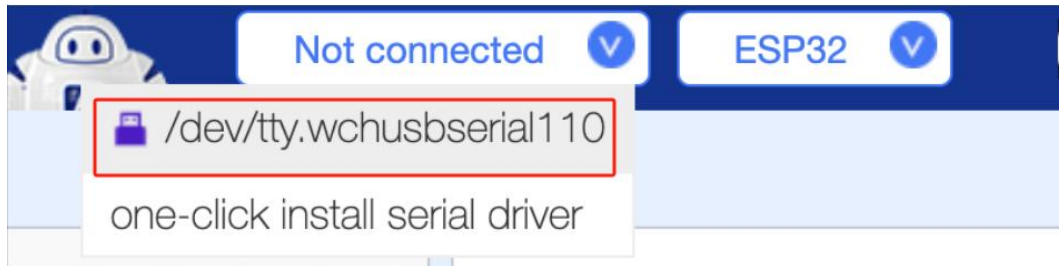 Not connected ESP32
/dev/tty.wchusbserial110
one-click install serial driver